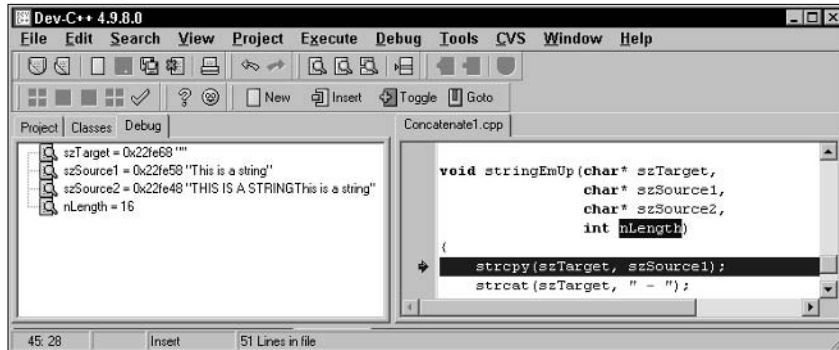 Dev-C++ 4.9.8.0
File Edit Search View Project Execute Debug Tools CVS Window Help
New Insert Toggle Goto
Project Classes Debug
szTarget = 0x22fe68 ""
szSource1 = 0x22fe58 "This is a string"
szSource2 = 0x22fe48 "THIS IS A STRINGThis is a string"
nLength = 16
Concatenate1.cpp
void stringEmUp(char* szTarget,
char* szSource1,
char* szSource2,
int nLength)
{
strcpy(szTarget, szSource1);
strcat(szTarget, " - ");
45: 28 Insert 51 Lines in file